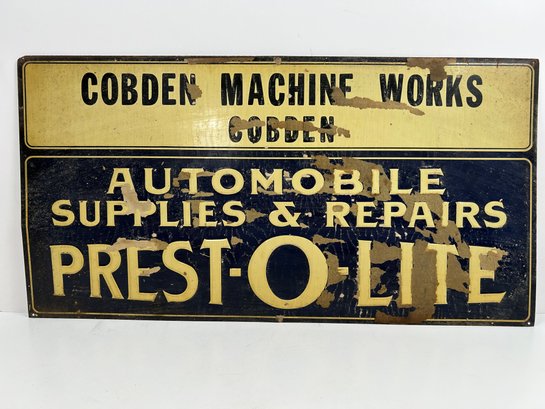 COBDEN MACHINE WORKS
COBDEN
AUTOMOBILE
SUPPLIES & REPAIRS
PREST-O-LITE